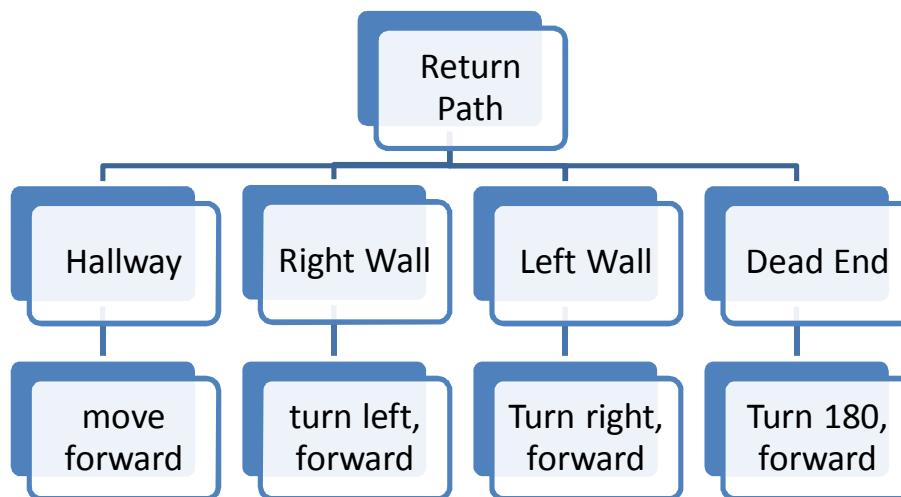 Return
Path
Hallway
Right Wall
Left Wall
Dead End
move
forward
turn left,
forward
Turn right,
forward
Turn 180,
forward